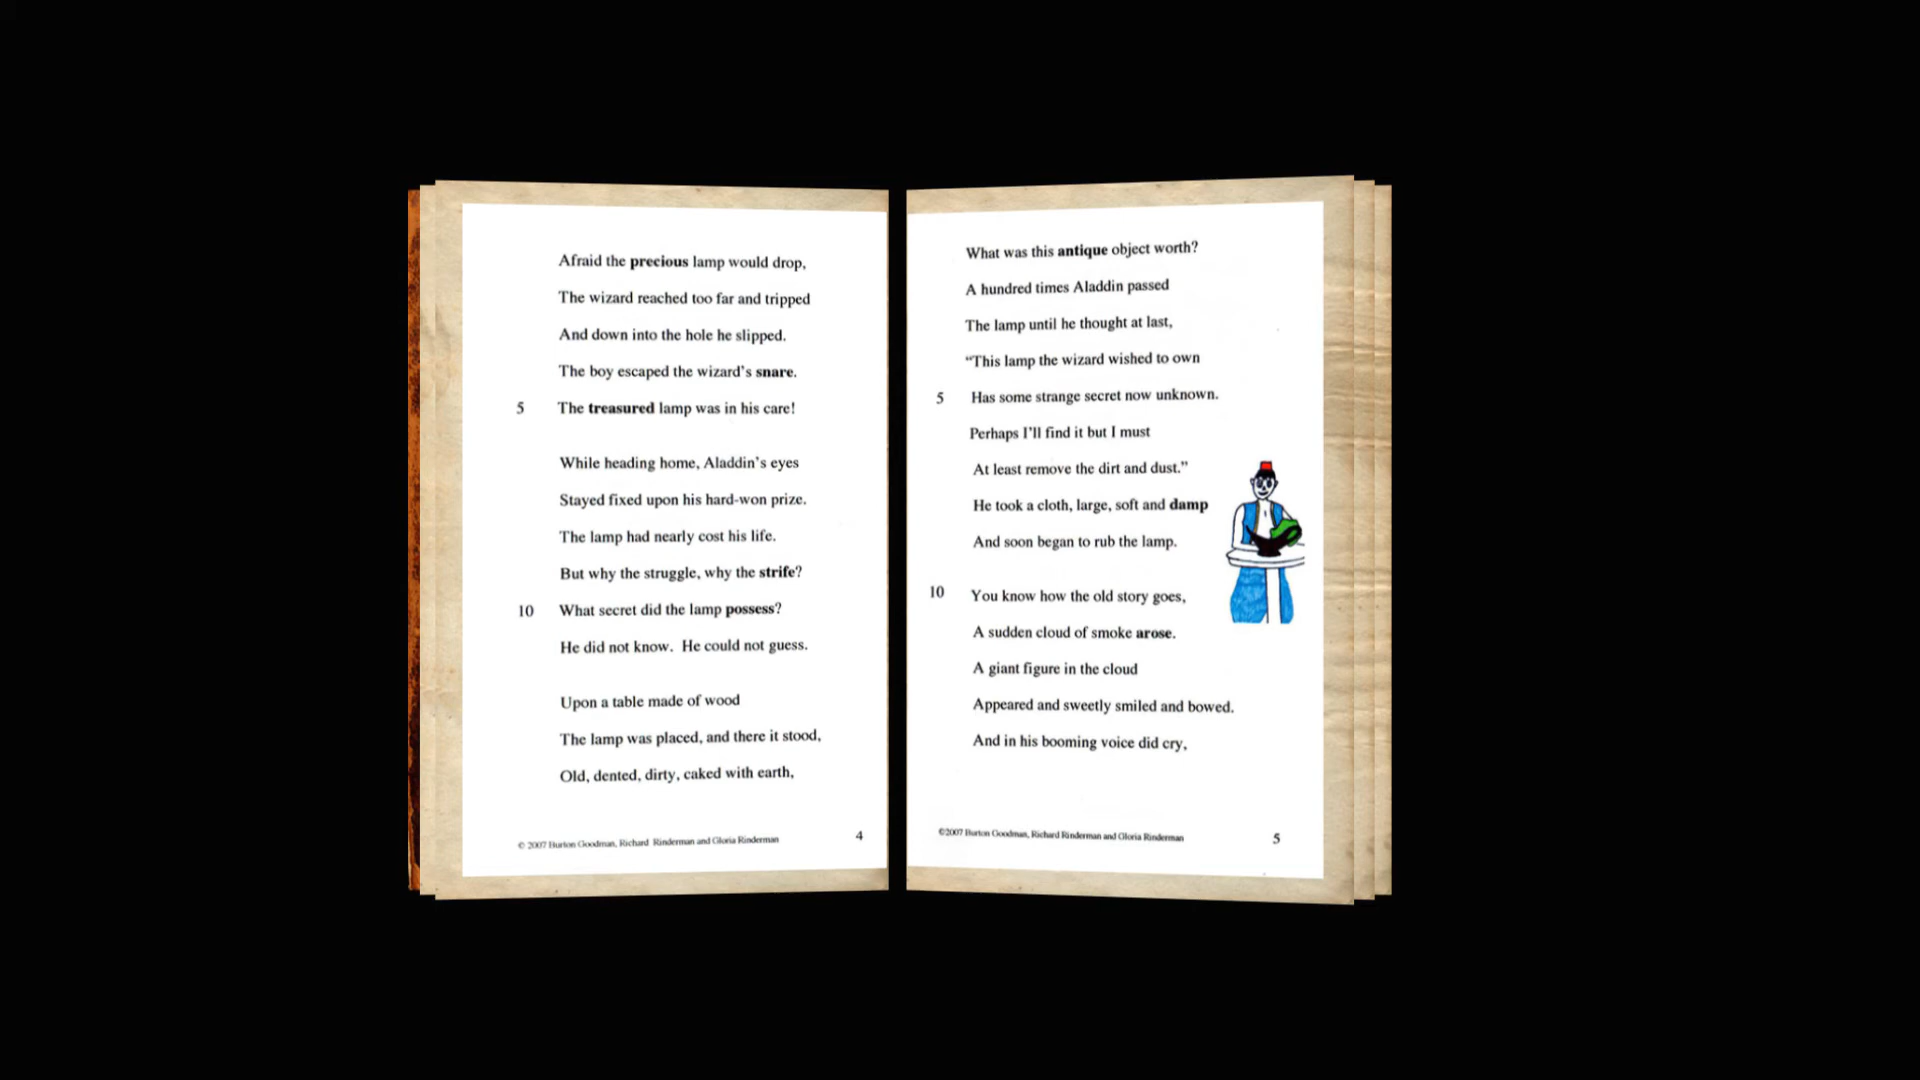 Afraid the precious lamp would drop,
The wizard reached too far and tripped
And down into the hole he slipped.
The boy escaped the wizard's snare.
5 The treasured lamp was in his care!
While heading home, Aladdin's eyes
Stayed fixed upon his hard-won prize.
The lamp had nearly cost his life.
But why the struggle, why the strife?
10 What secret did the lamp possess?
He did not know. He could not guess.
Upon a table made of wood
The lamp was placed, and there it stood,
Old, dented, dirty, caked with earth,
© 2007 Burton Goodman, Richard Rinderman and Gloria Rinderman
4
What was this antique object worth?
A hundred times Aladdin passed
The lamp until he thought at last,
“This lamp the wizard wished to own
5 Has some strange secret now unknown.
Perhaps I'll find it but I must
At least remove the dirt and dust.”
He took a cloth, large, soft and damp
And soon began to rub the lamp.
10 You know how the old story goes,
A sudden cloud of smoke arose.
A giant figure in the cloud
Appeared and sweetly smiled and bowed.
And in his booming voice did cry,
©2007 Burton Goodman, Richard Rinderman and Gloria Rinderman
5